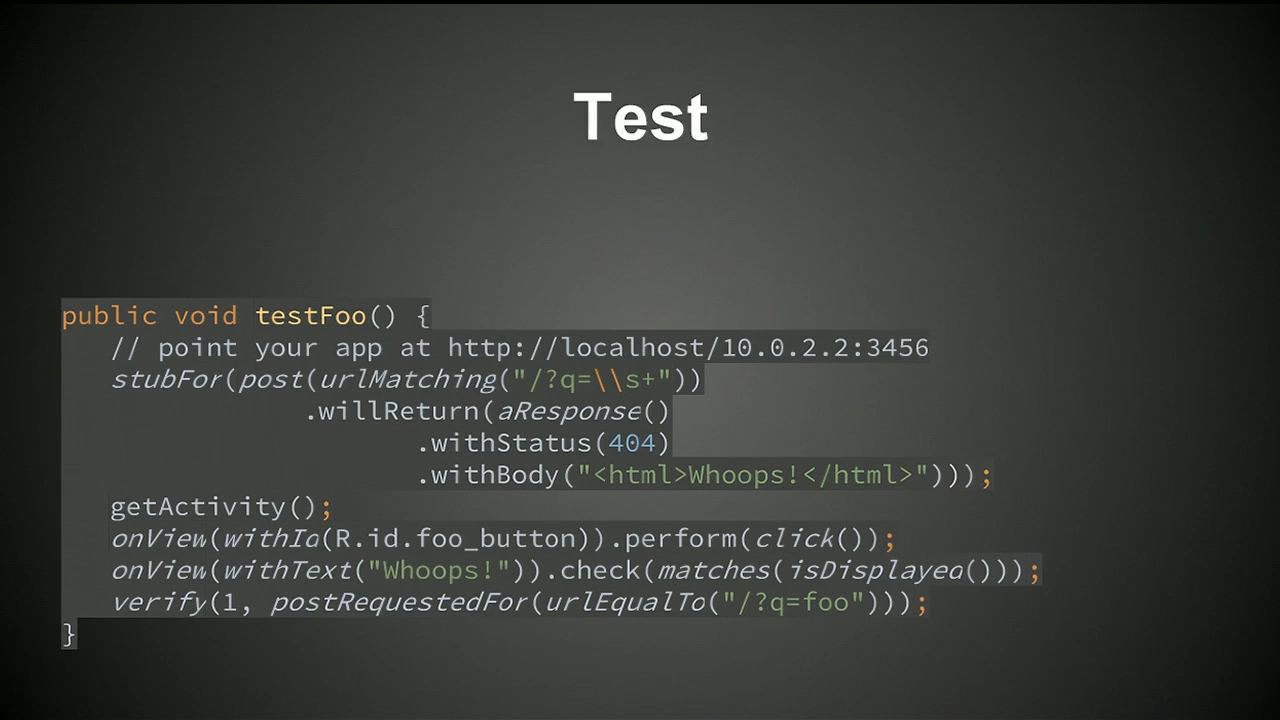 Test
public void testFoo() {
// point your app at http://localhost/10.0.2.2:3456
stubFor(post(urlMatching("/?q=\\s+"))
.willReturn(aResponse()
.withStatus(404)
.withBody("<html>Whoops!</html>")));
getActivity();
onView(withId(R.id.foo_button)).perform(click());
onView(withText("Whoops!")).check(matches(isDisplayed()));
verify(1, postRequestedFor(urlEqualTo("/?q=foo")));
}